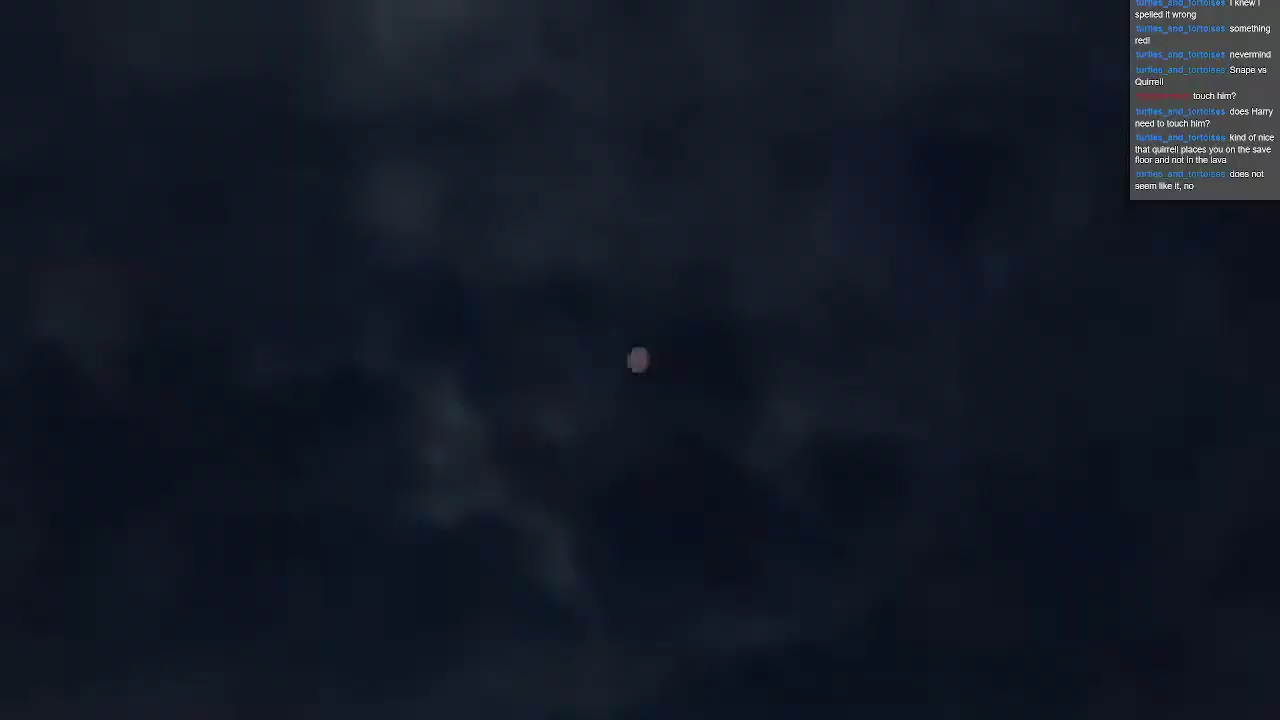 turtles_and_tortoises I knew I
spelled it wrong
turtles_and_tortoises something
red!
turtles_and_tortoises nevermind
turtles_and_tortoises Snape vs
Quirrell
touch him?
turtles_and_tortoises does Harry
need to touch him?
turtles_and_tortoises kind of nice
that quirrell places you on the save
floor and not in the lava
turtles_and_tortoises does not
seem like it, no